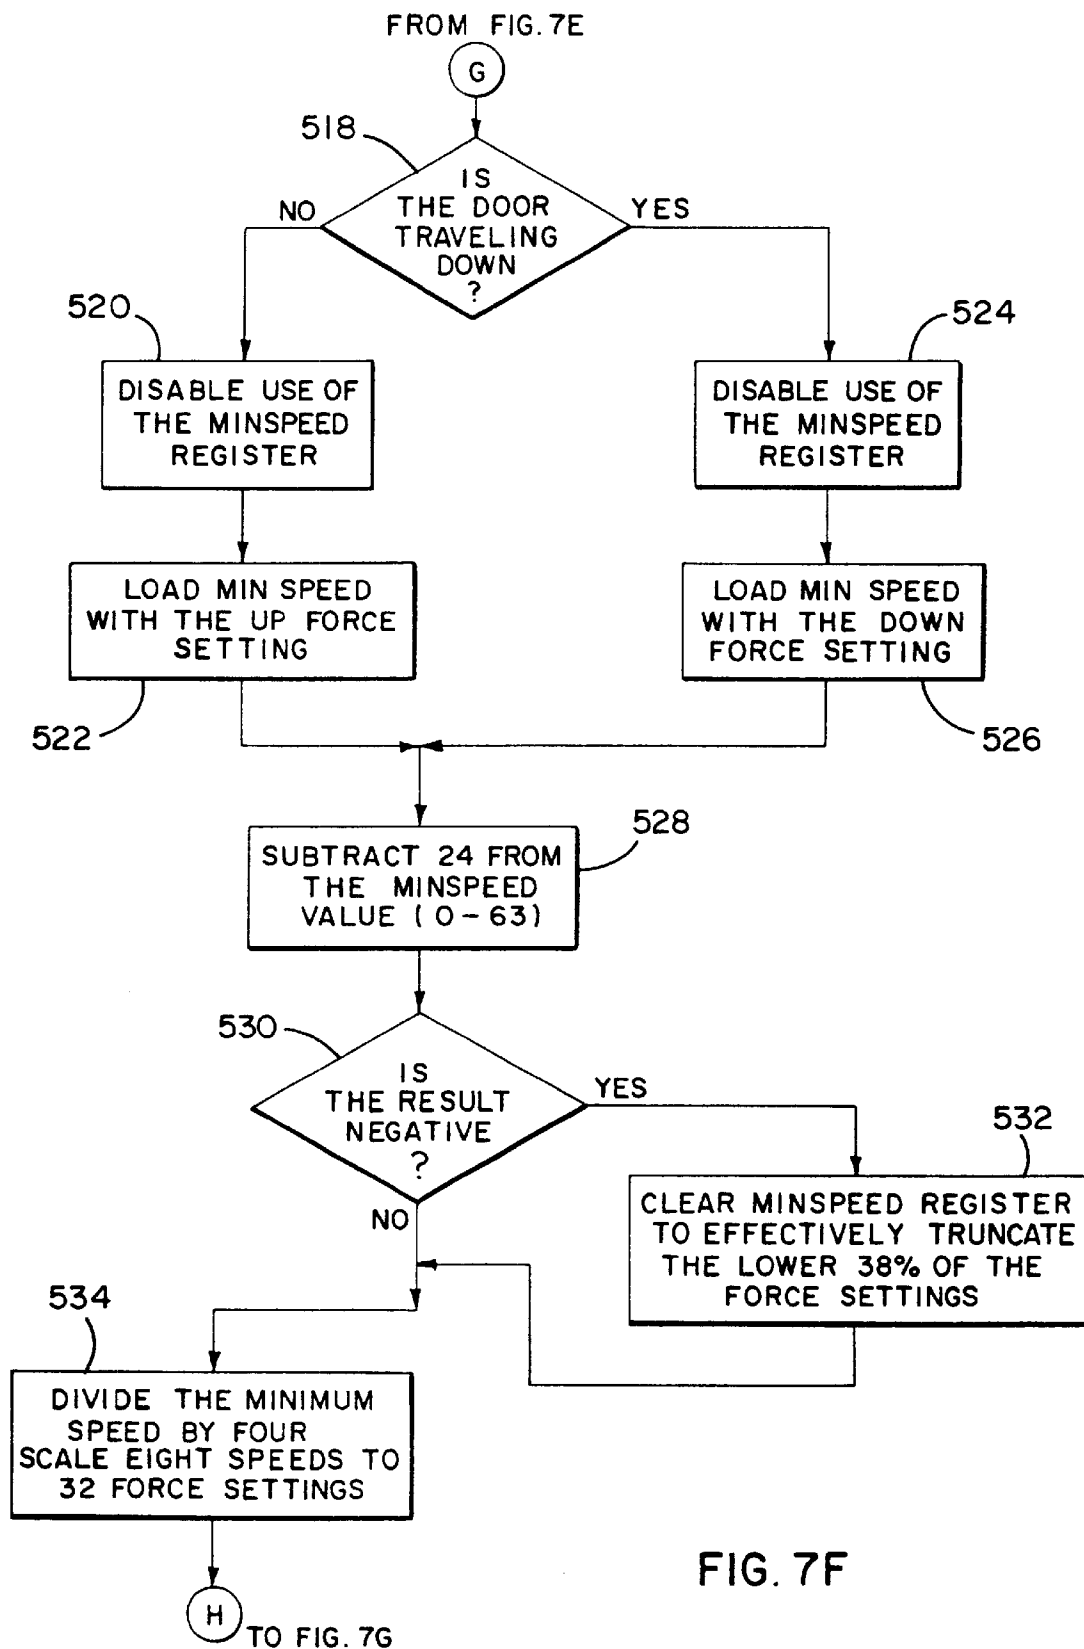 FROM FIG. 7E
G
518
IS
THE DOOR
TRAVELING
DOWN
?
NO
YES
520
DISABLE USE OF
THE MINSPEED
REGISTER
524
DISABLE USE OF
THE MINSPEED
REGISTER
LOAD MIN SPEED
WITH THE UP FORCE
SETTING
522
LOAD MIN SPEED
WITH THE DOWN
FORCE SETTING
526
528
SUBTRACT 24 FROM
THE MINSPEED
VALUE (0-63)
530
IS
THE RESULT
NEGATIVE
?
YES
NO
532
CLEAR MINSPEED REGISTER
TO EFFECTIVELY TRUNCATE
THE LOWER 38% OF THE
FORCE SETTINGS
534
DIVIDE THE MINIMUM
SPEED BY FOUR
SCALE EIGHT SPEEDS TO
32 FORCE SETTINGS
H
TO FIG. 7G
FIG. 7F